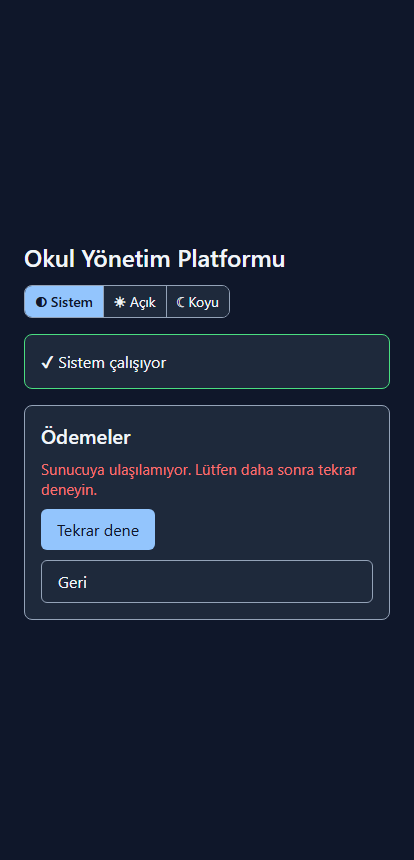 Okul Yönetim Platformu
◐ Sistem ☀ Açık ☾ Koyu
✓ Sistem çalışıyor
Ödemeler
Sunucuya ulaşılamıyor. Lütfen daha sonra tekrar
deneyin.
Tekrar dene
Geri